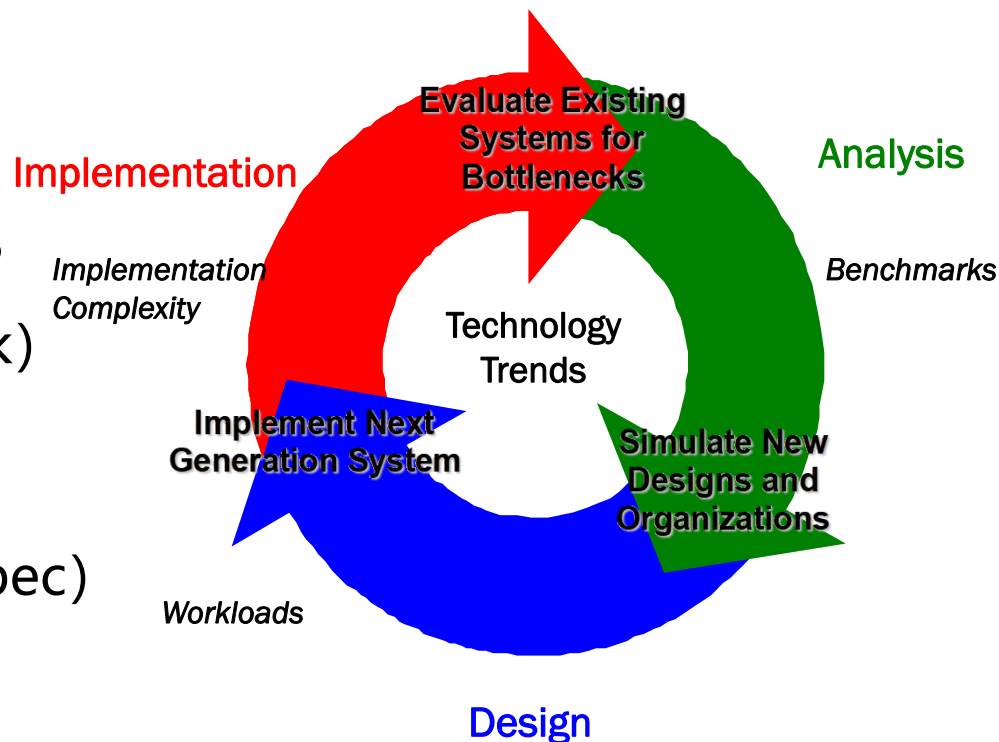 Evaluate Existing
Systems for
Bottlenecks
Implementation
Analysis
Implementation
Complexity
Benchmarks
Technology
Trends
k)
Implement Next
Generation System
Simulate New
Designs and
Organizations
pec)
Workloads
Design